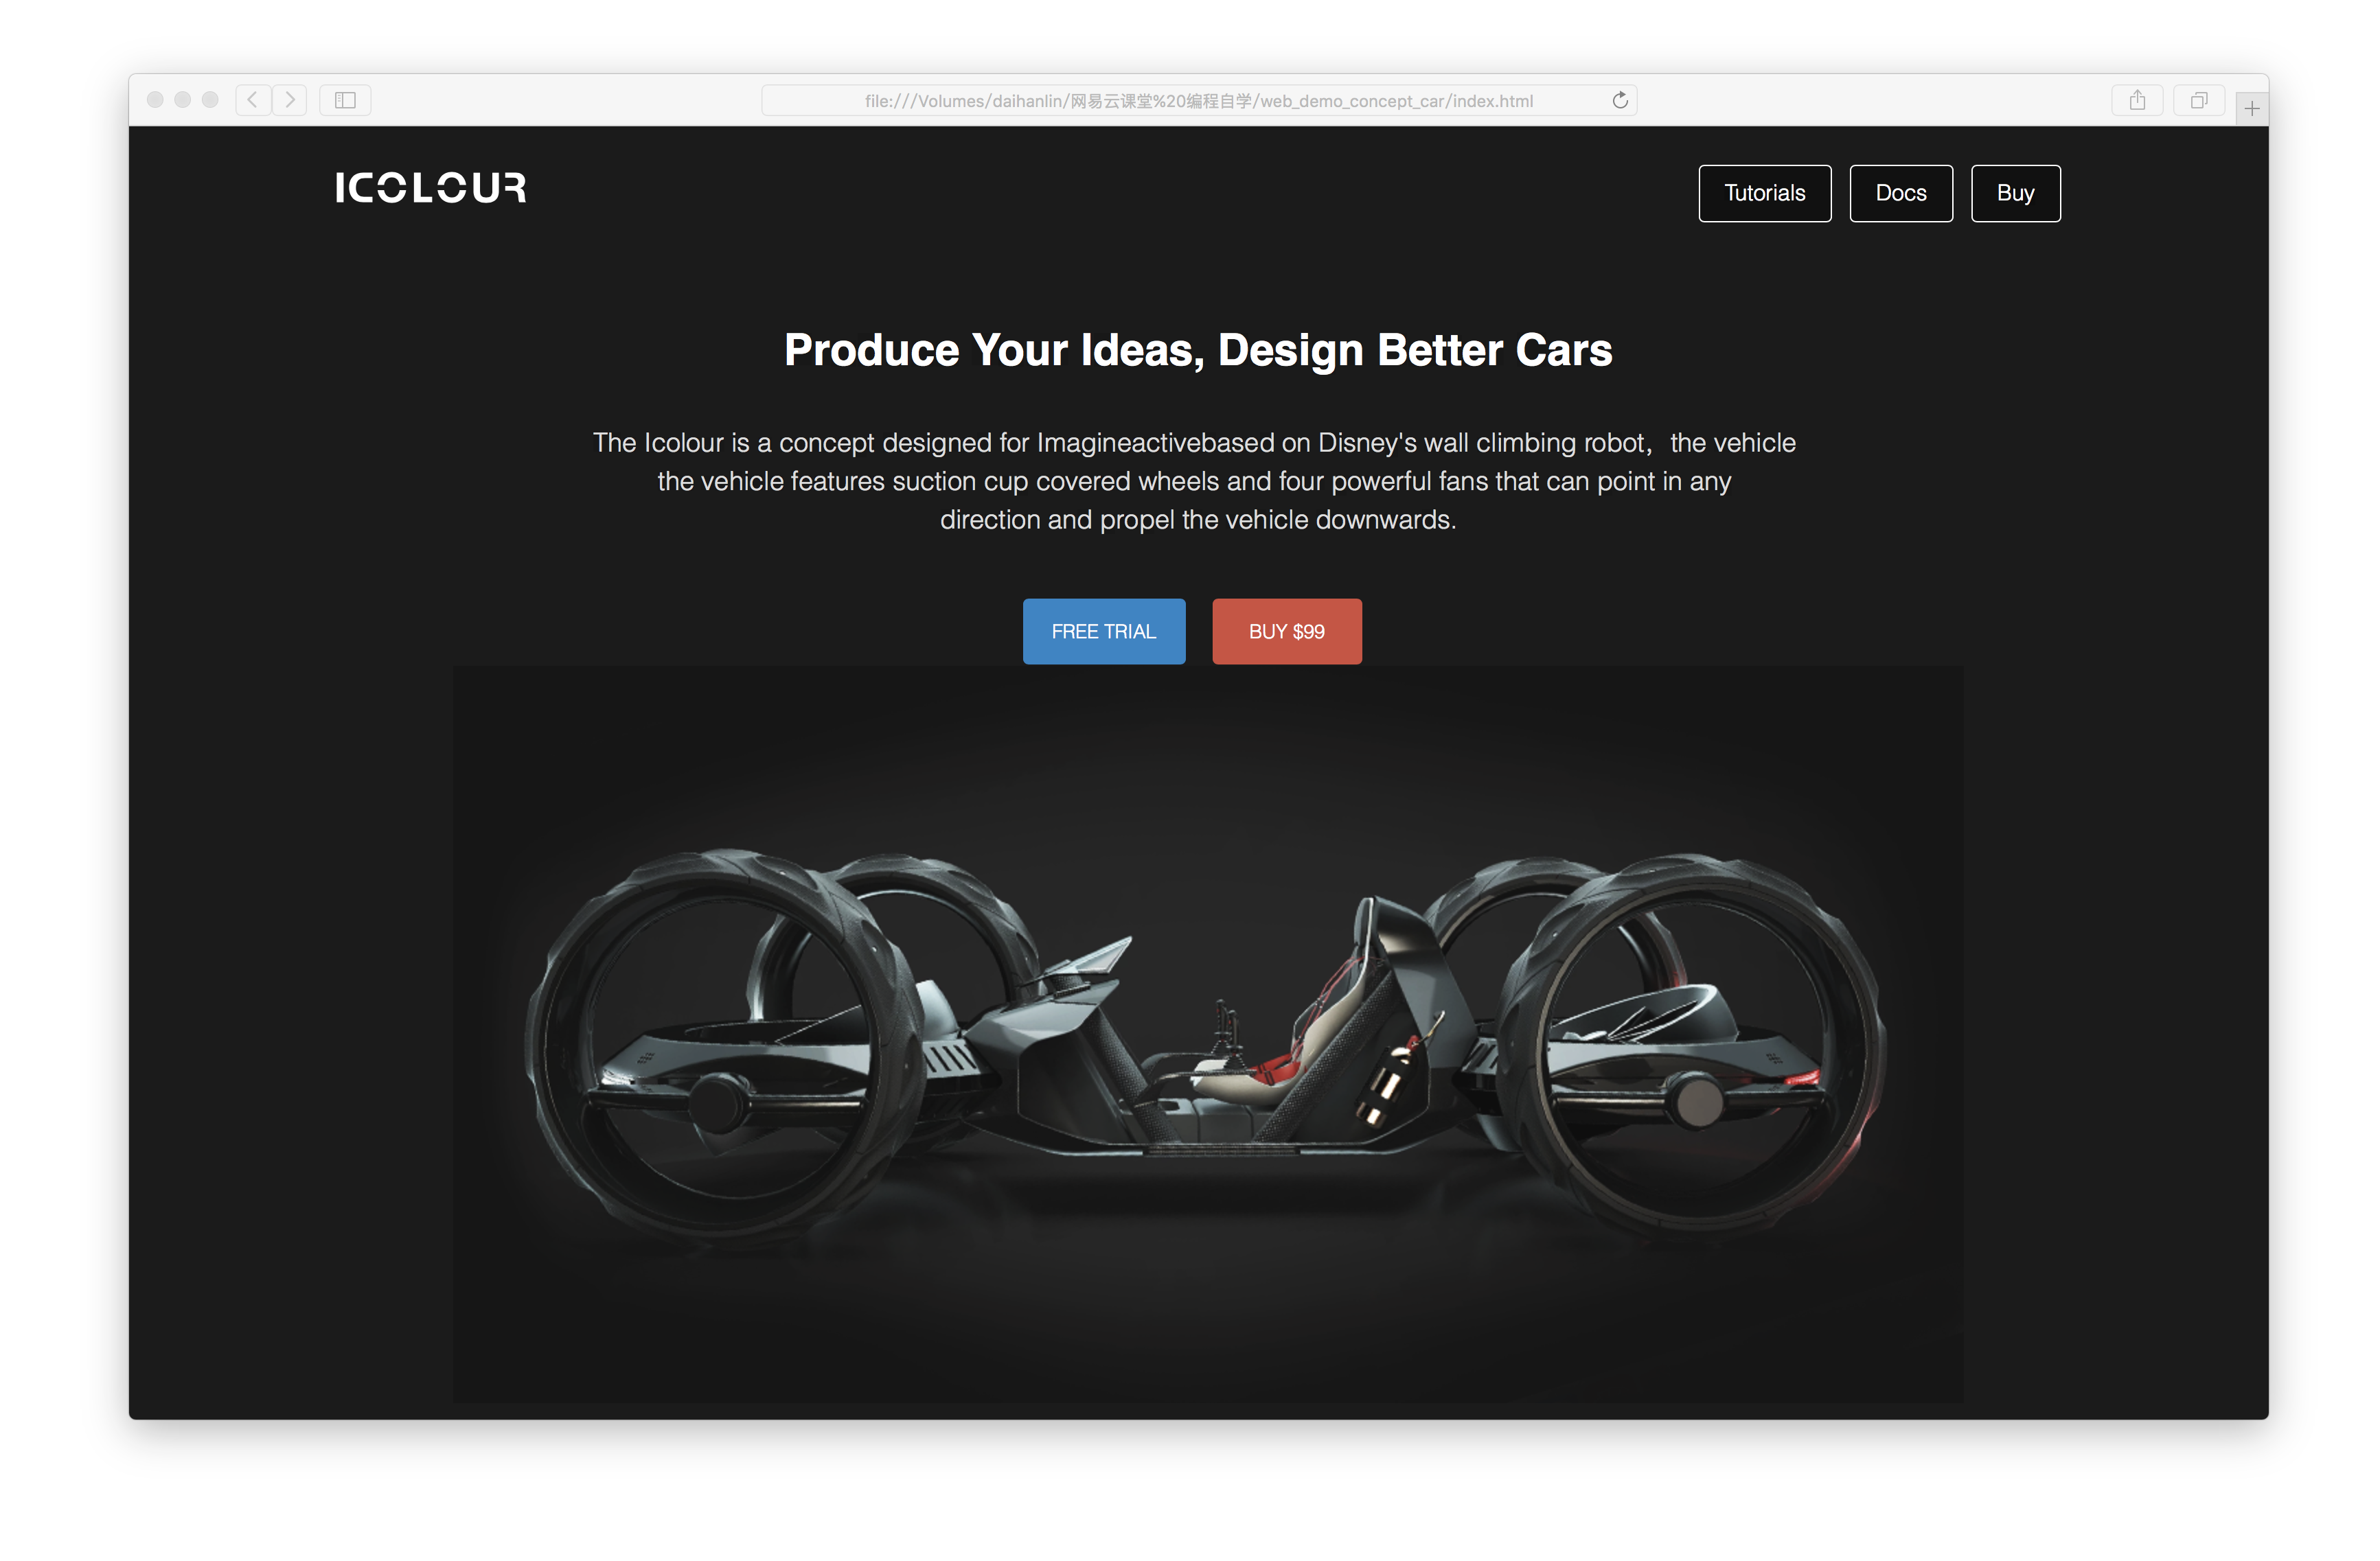 file:///Volumes/daihanlin/网易云课堂%20编程自学/web_demo_concept_car/index.html
ICOLOUR
Tutorials
Docs
Buy
Produce Your Ideas, Design Better Cars
The Icolour is a concept designed for Imagineactivebased on Disney's wall climbing robot，the vehicle
the vehicle features suction cup covered wheels and four powerful fans that can point in any
direction and propel the vehicle downwards.
FREE TRIAL
BUY $99